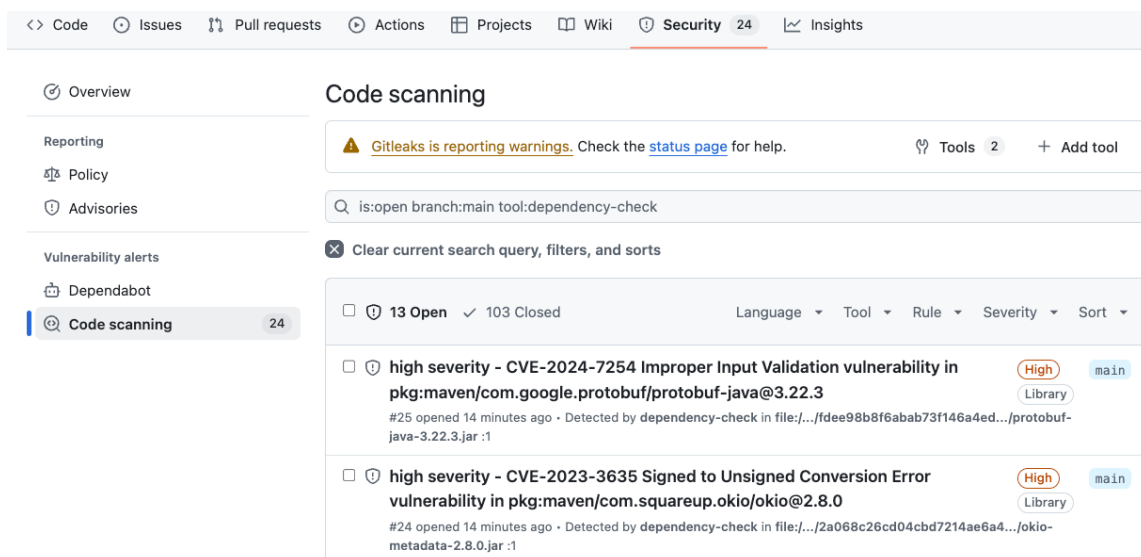 Code Issues Pull requests Actions Projects Wiki Security 24 Insights
Overview
Reporting
Policy
Advisories
Vulnerability alerts
Dependabot
Code scanning 24
Code scanning
Gitleaks is reporting warnings. Check the status page for help. Tools 2 Add tool
is:open branch:main tool:dependency-check
Clear current search query, filters, and sorts
13 Open 103 Closed Language Tool Rule Severity Sort
high severity - CVE-2024-7254 Improper Input Validation vulnerability in High main
pkg:maven/com.google.protobuf/protobuf-java@3.22.3 Library
#25 opened 14 minutes ago • Detected by dependency-check in file:/.../fdee98b8f6abab73f146a4ed.../protobuf-
java-3.22.3.jar :1
high severity - CVE-2023-3635 Signed to Unsigned Conversion Error High main
vulnerability in pkg:maven/com.squareup.okio/okio@2.8.0 Library
#24 opened 14 minutes ago • Detected by dependency-check in file:/.../2a068c26cd04cbd7214ae6a4.../okio-
metadata-2.8.0.jar :1